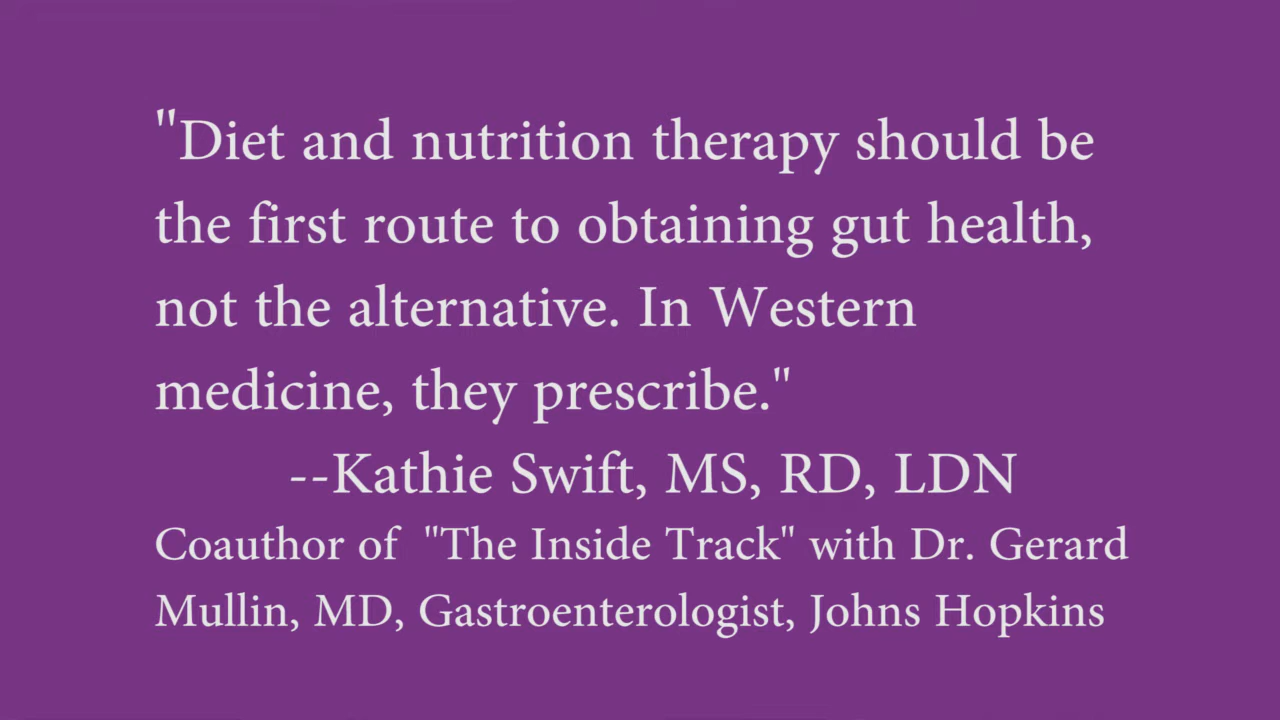 "Diet and nutrition therapy should be
the first route to obtaining gut health,
not the alternative. In Western
medicine, they prescribe."
--Kathie Swift, MS, RD, LDN
Coauthor of "The Inside Track" with Dr. Gerard
Mullin, MD, Gastroenterologist, Johns Hopkins